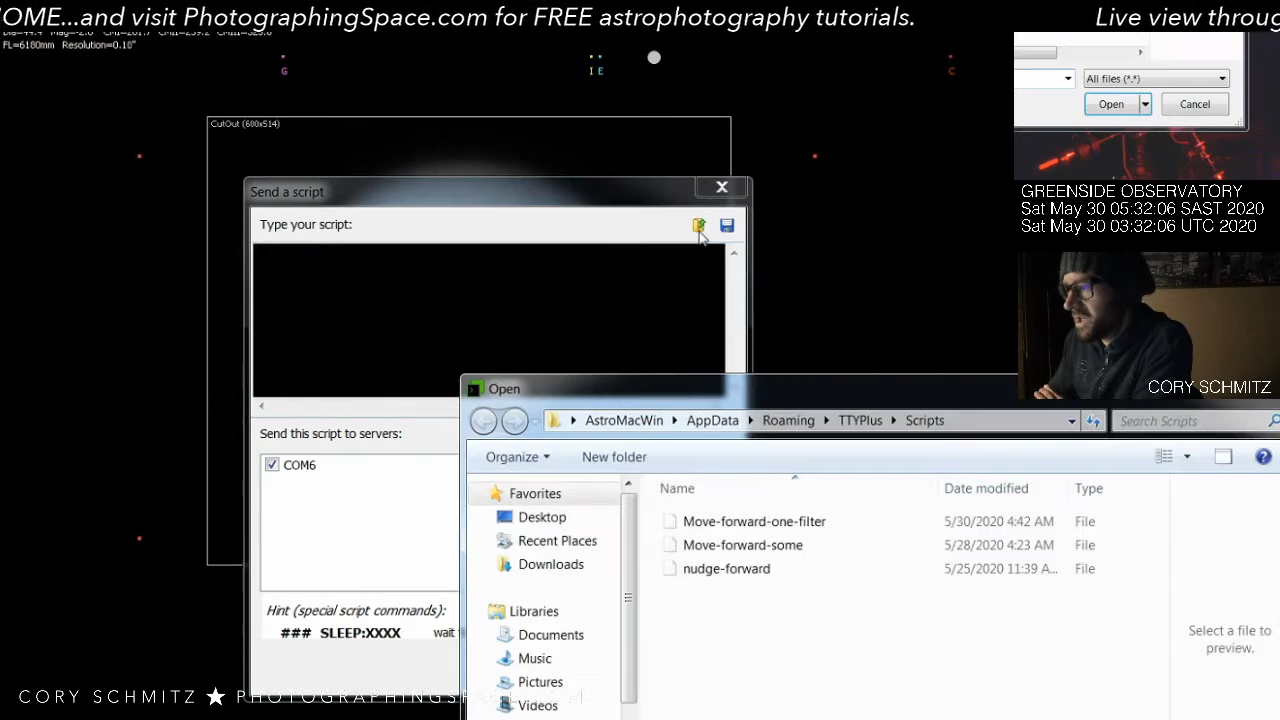 OME...and visit PhotographingSpace.com for FREE astrophotography tutorials.
Live view throug
FL=6180mm Resolution=0.10"
G
I E
C
CutOut (600x514)
All files (*.*)
Open
Cancel
GREENSIDE OBSERVATORY
Sat May 30 05:32:06 SAST 2020
Sat May 30 03:32:06 UTC 2020
CORY SCHMITZ
Send a script
Type your script:
Send this script to servers:
COM6
Hint (special script commands):
### SLEEP:XXXX wait
Open
AstroMacWin
AppData
Roaming
TTYPlus
Scripts
Search Scripts
Organize
New folder
Favorites
Desktop
Recent Places
Downloads
Libraries
Documents
Music
Pictures
Videos
Name
Date modified
Type
Move-forward-one-filter
5/30/2020 4:42 AM
File
Move-forward-some
5/28/2020 4:23 AM
File
nudge-forward
5/25/2020 11:39 A...
File
Select a file to
preview.
CORY SCHMITZ ★ PHOTOGRAPHINGSP